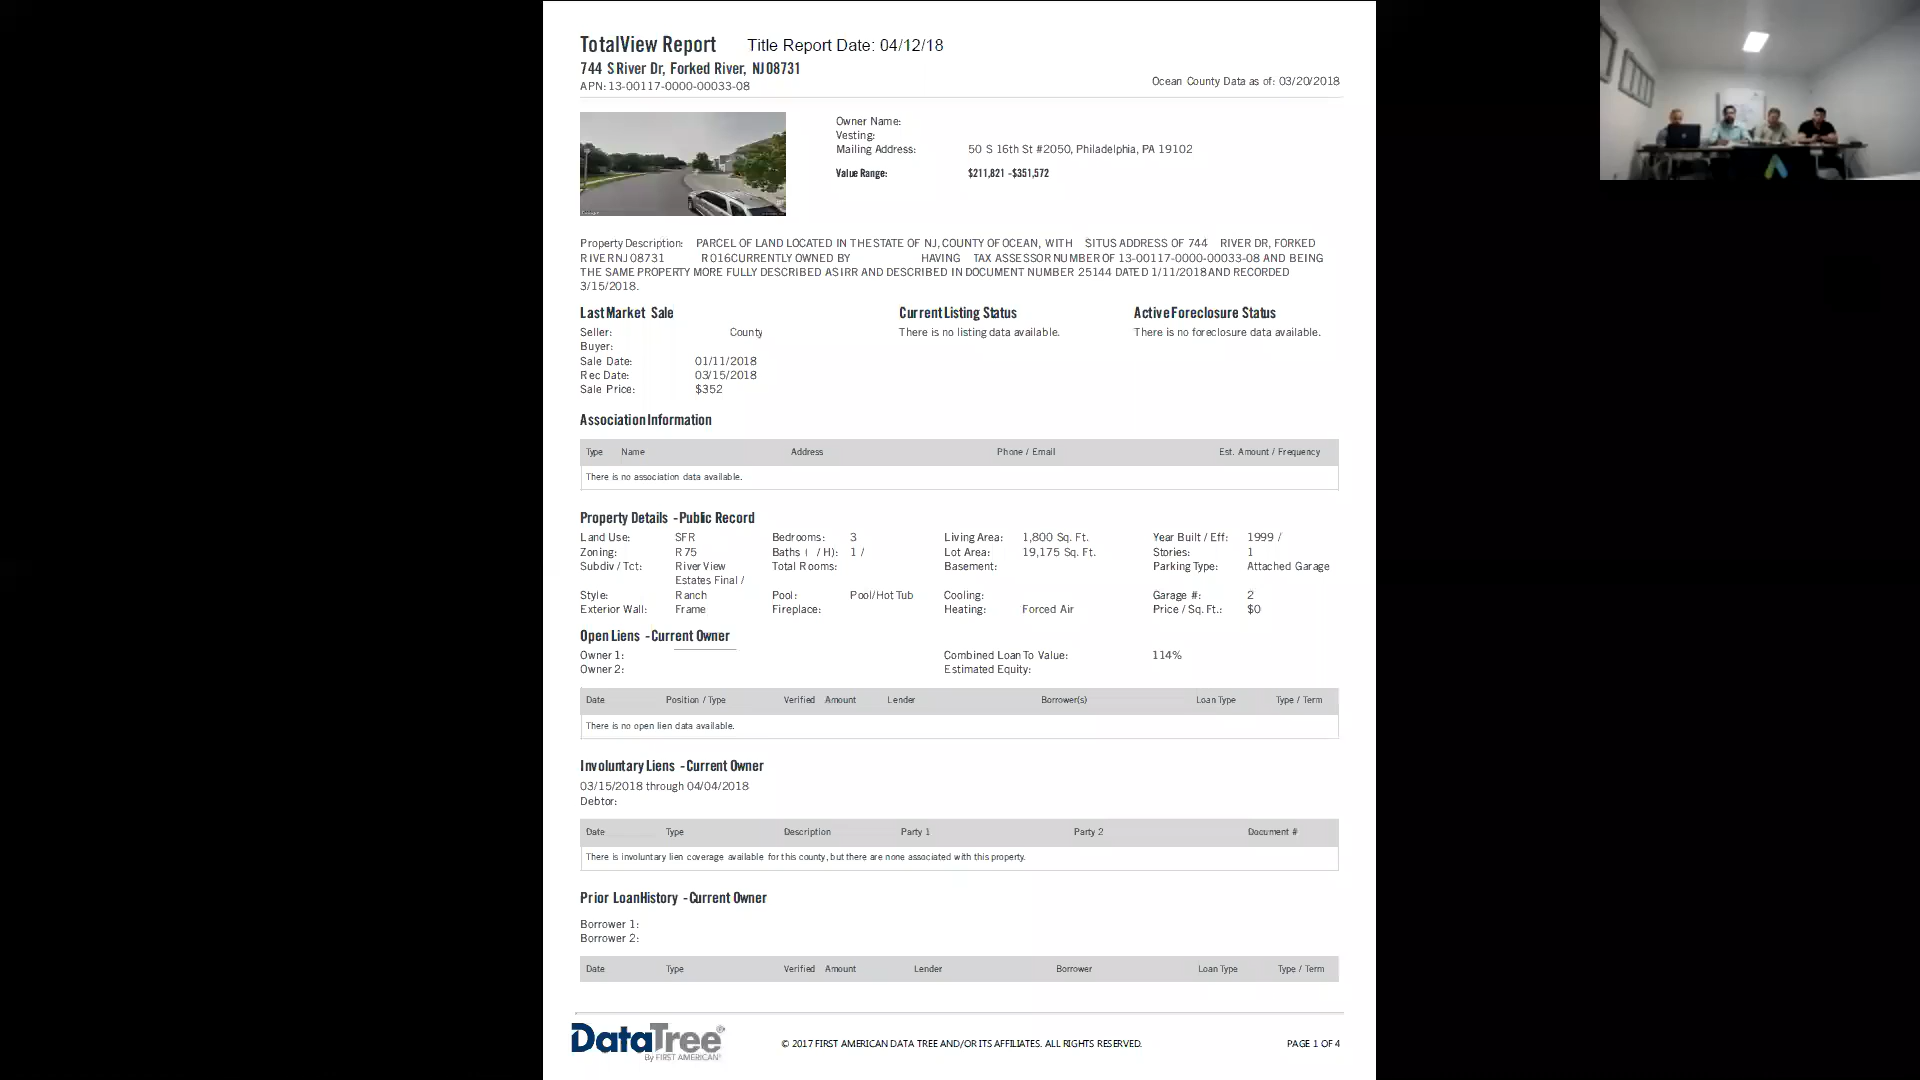 TotalView Report Title Report Date: 04/12/18
744 S River Dr, Forked River, NJ 08731
APN: 13-00117-0000-00033-08 Ocean County Data as of: 03/20/2018
Owner Name:
Vesting:
Mailing Address: 50 S 16th St #2050, Philadelphia, PA 19102
Value Range: $211,821 - $351,572
Google
Property Description: PARCEL OF LAND LOCATED IN THE STATE OF NJ, COUNTY OF OCEAN, WITH SITUS ADDRESS OF 744 RIVER DR, FORKED
RIVER NJ 08731 R016 CURRENTLY OWNED BY HAVING TAX ASSESSOR NUMBER OF 13-00117-0000-00033-08 AND BEING
THE SAME PROPERTY MORE FULLY DESCRIBED AS IRR AND DESCRIBED IN DOCUMENT NUMBER 25144 DATED 1/11/2018 AND RECORDED
3/15/2018.
Last Market Sale Current Listing Status Active Foreclosure Status
Seller: County There is no listing data available. There is no foreclosure data available.
Buyer:
Sale Date: 01/11/2018
Rec Date: 03/15/2018
Sale Price: $352
Association Information
Type Name Address Phone / Email Est. Amount / Frequency
There is no association data available.
Property Details - Public Record
Land Use: SFR Bedrooms: 3 Living Area: 1,800 Sq. Ft. Year Built / Eff: 1999 /
Zoning: R75 Baths ( / H): 1 / Lot Area: 19,175 Sq. Ft. Stories: 1
Subdiv / Tct: River View Total Rooms: Basement: Parking Type: Attached Garage
Estates Final /
Style: Ranch Pool: Pool/Hot Tub Cooling: Garage #: 2
Exterior Wall: Frame Fireplace: Heating: Forced Air Price / Sq. Ft.: $0
Open Liens - Current Owner
Owner 1: Combined Loan To Value: 114%
Owner 2: Estimated Equity:
Date Position / Type Verified Amount Lender Borrower(s) Loan Type Type / Term
There is no open lien data available.
Involuntary Liens - Current Owner
03/15/2018 through 04/04/2018
Debtor:
Date Type Description Party 1 Party 2 Document #
There is involuntary lien coverage available for this county, but there are none associated with this property.
Prior Loan History - Current Owner
Borrower 1:
Borrower 2:
Date Type Verified Amount Lender Borrower Loan Type Type / Term
DataTree®
By FIRST AMERICAN®
© 2017 FIRST AMERICAN DATA TREE AND/OR ITS AFFILIATES. ALL RIGHTS RESERVED. PAGE 1 OF 4